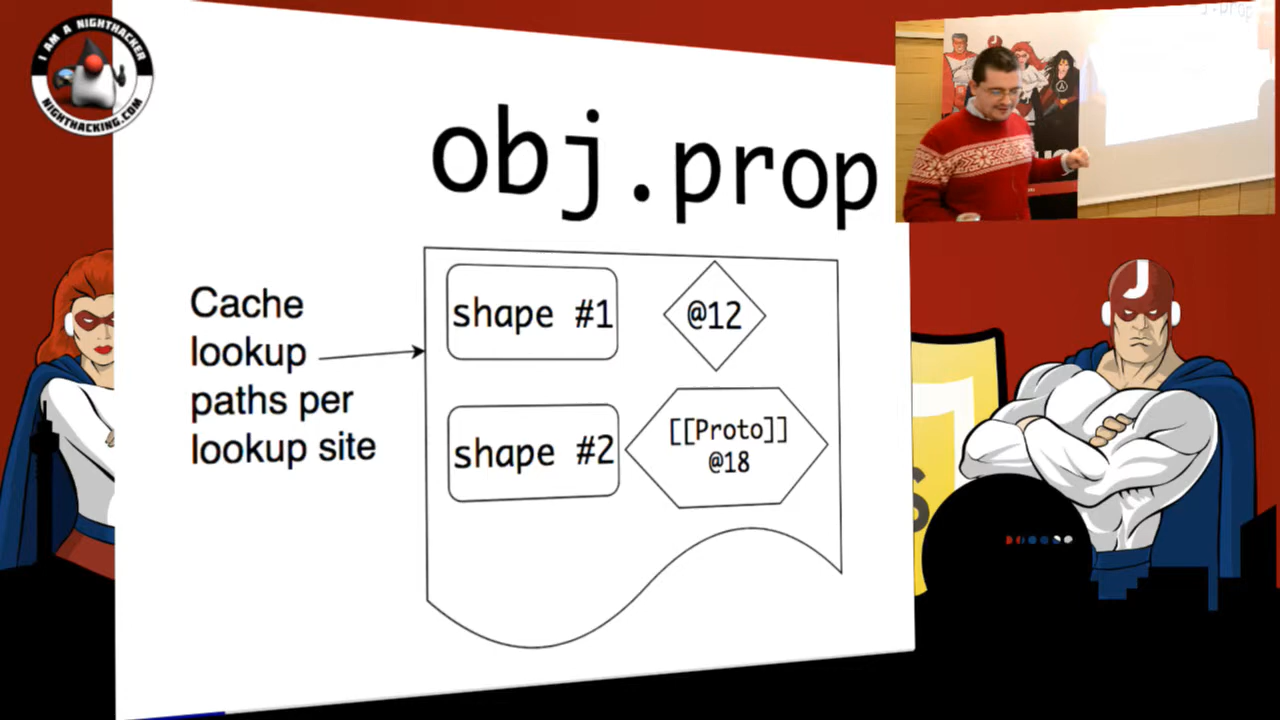 I AM A NIGHTHACKER
NIGHTHACKING.COM
obj.prop
Cache
lookup
paths per
lookup site
shape #1
@12
shape #2
[[Proto]]
@18
J